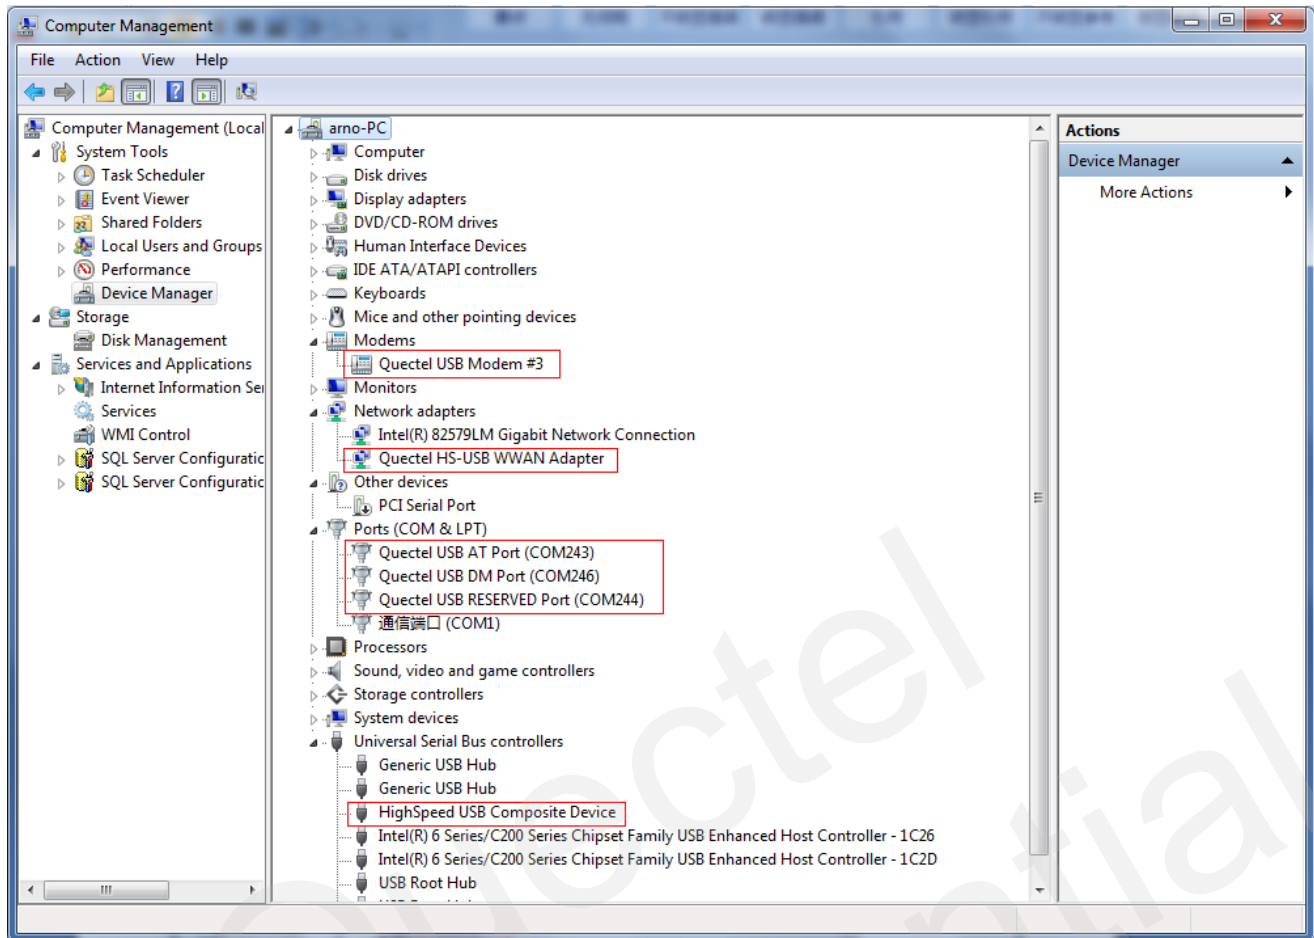 Computer Management
File Action View Help
Computer Management (Local
System Tools
Task Scheduler
Event Viewer
Shared Folders
Local Users and Groups
Performance
Device Manager
Storage
Disk Management
Services and Applications
Internet Information Ser
Services
WMI Control
SQL Server Configuratic
SQL Server Configuratic
arno-PC
Computer
Disk drives
Display adapters
DVD/CD-ROM drives
Human Interface Devices
IDE ATA/ATAPI controllers
Keyboards
Mice and other pointing devices
Modems
Quectel USB Modem #3
Monitors
Network adapters
Intel(R) 82579LM Gigabit Network Connection
Quectel HS-USB WWAN Adapter
Other devices
PCI Serial Port
Ports (COM & LPT)
Quectel USB AT Port (COM243)
Quectel USB DM Port (COM246)
Quectel USB RESERVED Port (COM244)
通信端口 (COM1)
Processors
Sound, video and game controllers
Storage controllers
System devices
Universal Serial Bus controllers
Generic USB Hub
Generic USB Hub
HighSpeed USB Composite Device
Intel(R) 6 Series/C200 Series Chipset Family USB Enhanced Host Controller - 1C26
Intel(R) 6 Series/C200 Series Chipset Family USB Enhanced Host Controller - 1C2D
USB Root Hub
Actions
Device Manager
More Actions
Quectel